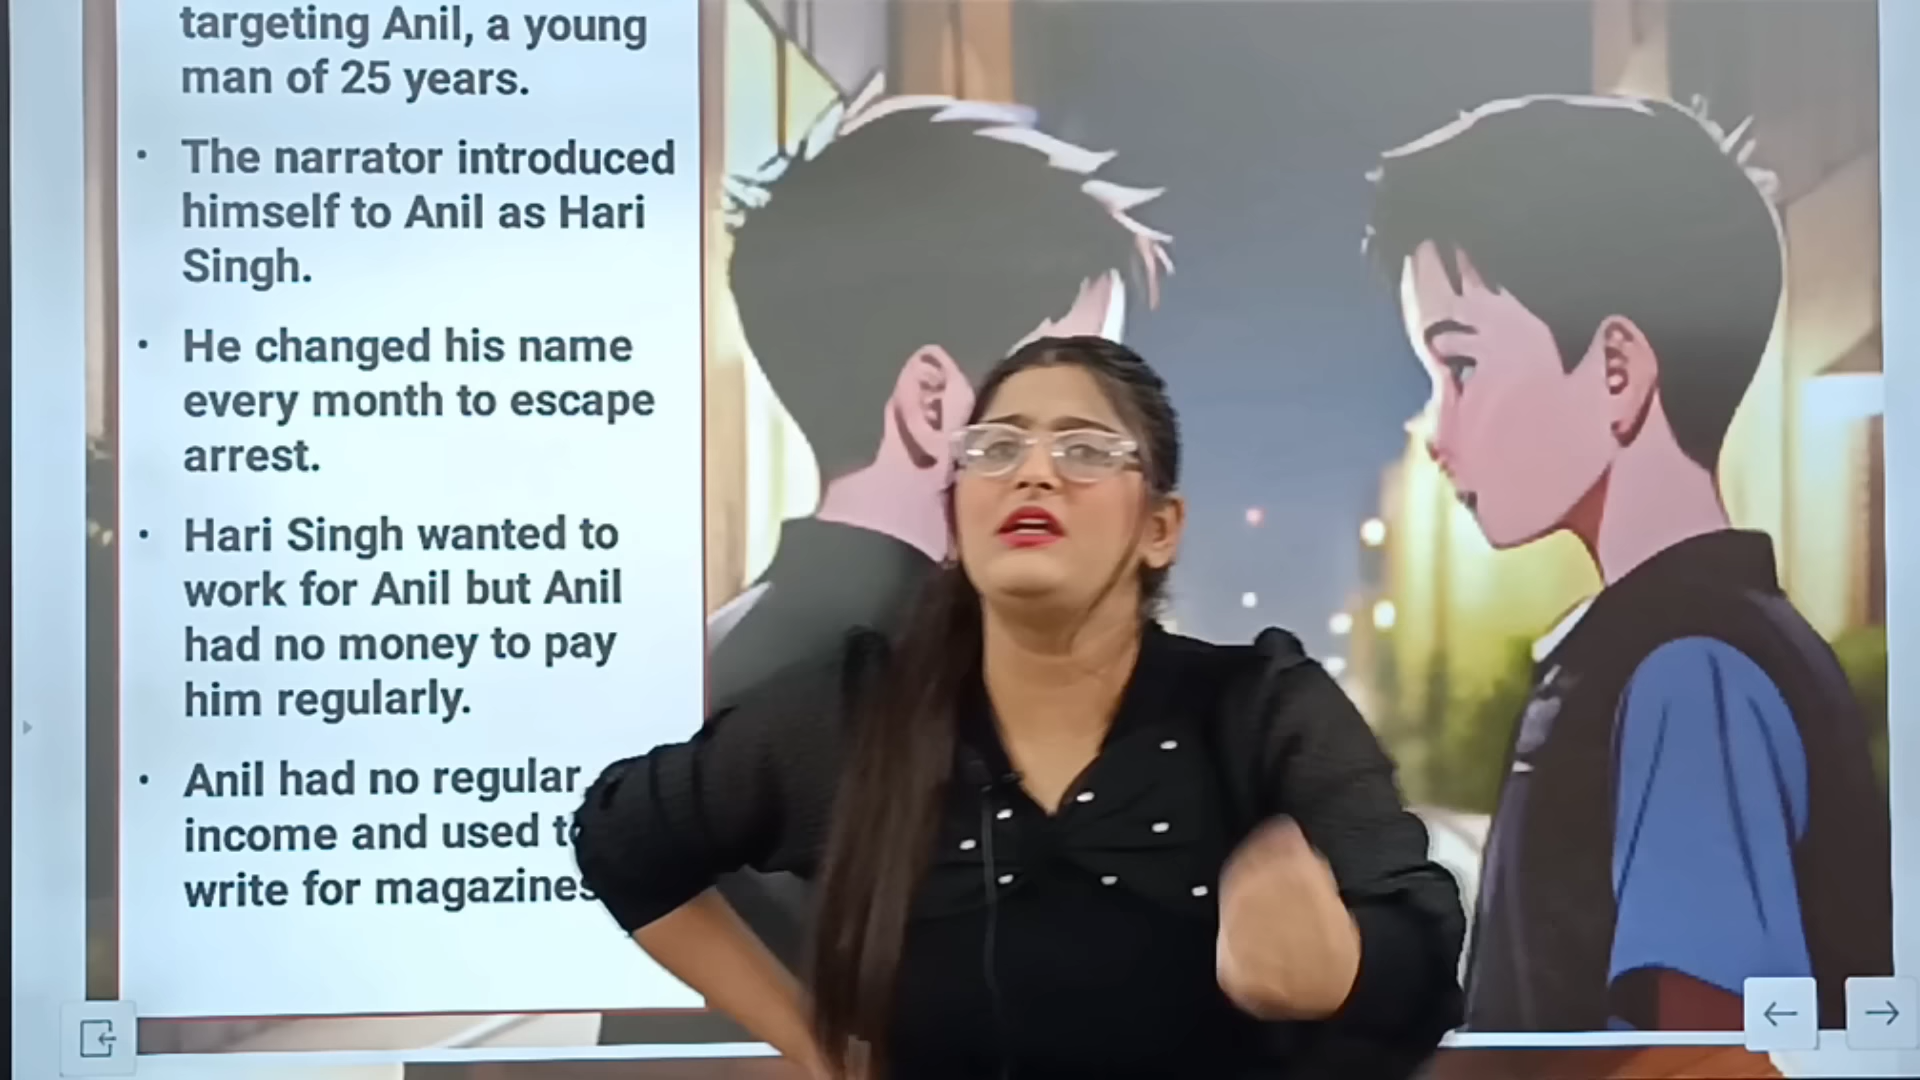 targeting Anil, a young
man of 25 years.
• The narrator introduced
himself to Anil as Hari
Singh.
• He changed his name
every month to escape
arrest.
• Hari Singh wanted to
work for Anil but Anil
had no money to pay
him regularly.
• Anil had no regular
income and used to
write for magazines